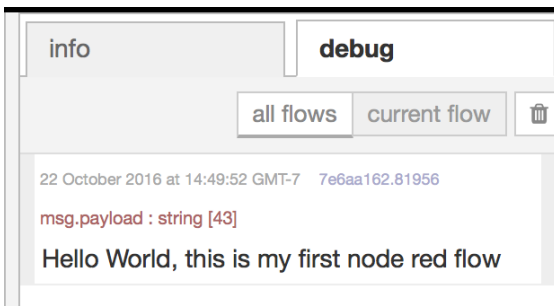 info debug
all flows current flow
22 October 2016 at 14:49:52 GMT-7 7e6aa162.81956
msg.payload : string [43]
Hello World, this is my first node red flow